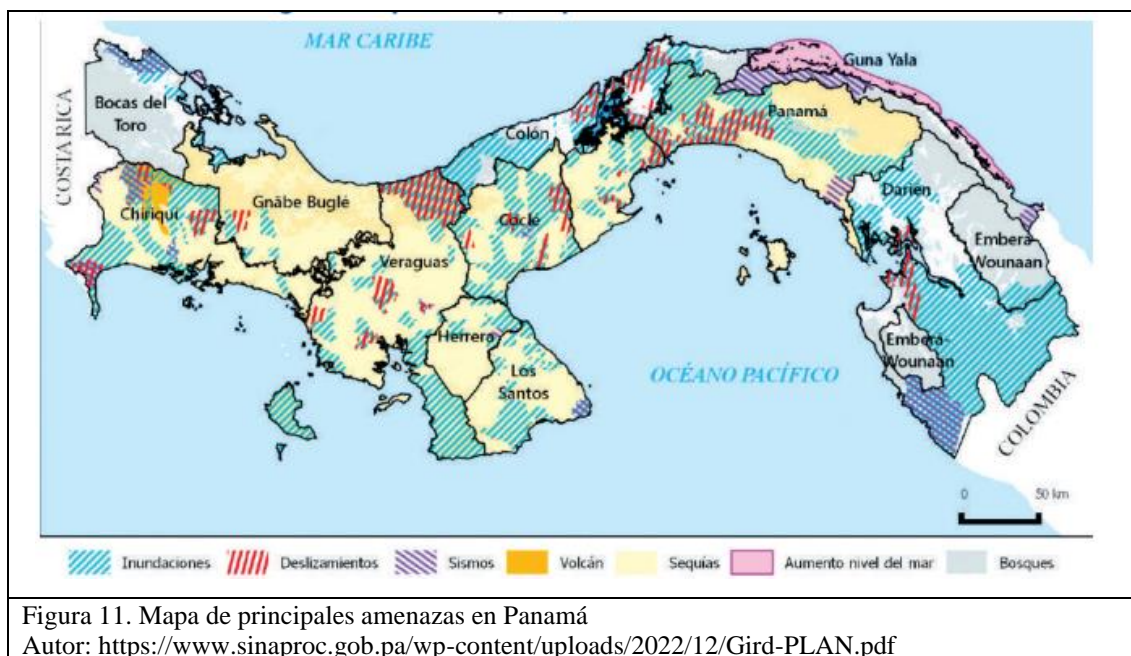 MAR CARIBE
Guna Yala
COSTA RICA
Bocas del
Toro
Colón
Panamá
Chiriquí
Gnäbe Buglé
Coclé
Darién
Veraguas
Emberá
Wounaan
Herrera
Los
Santos
OCÉANO PACÍFICO
Emberá-
Wounaan
COLOMBIA
0 50 km
Inundaciones Deslizamientos Sismos Volcán Sequías Aumento nivel del mar Bosques
Figura 11. Mapa de principales amenazas en Panamá
Autor: https://www.sinaproc.gob.pa/wp-content/uploads/2022/12/Gird-PLAN.pdf